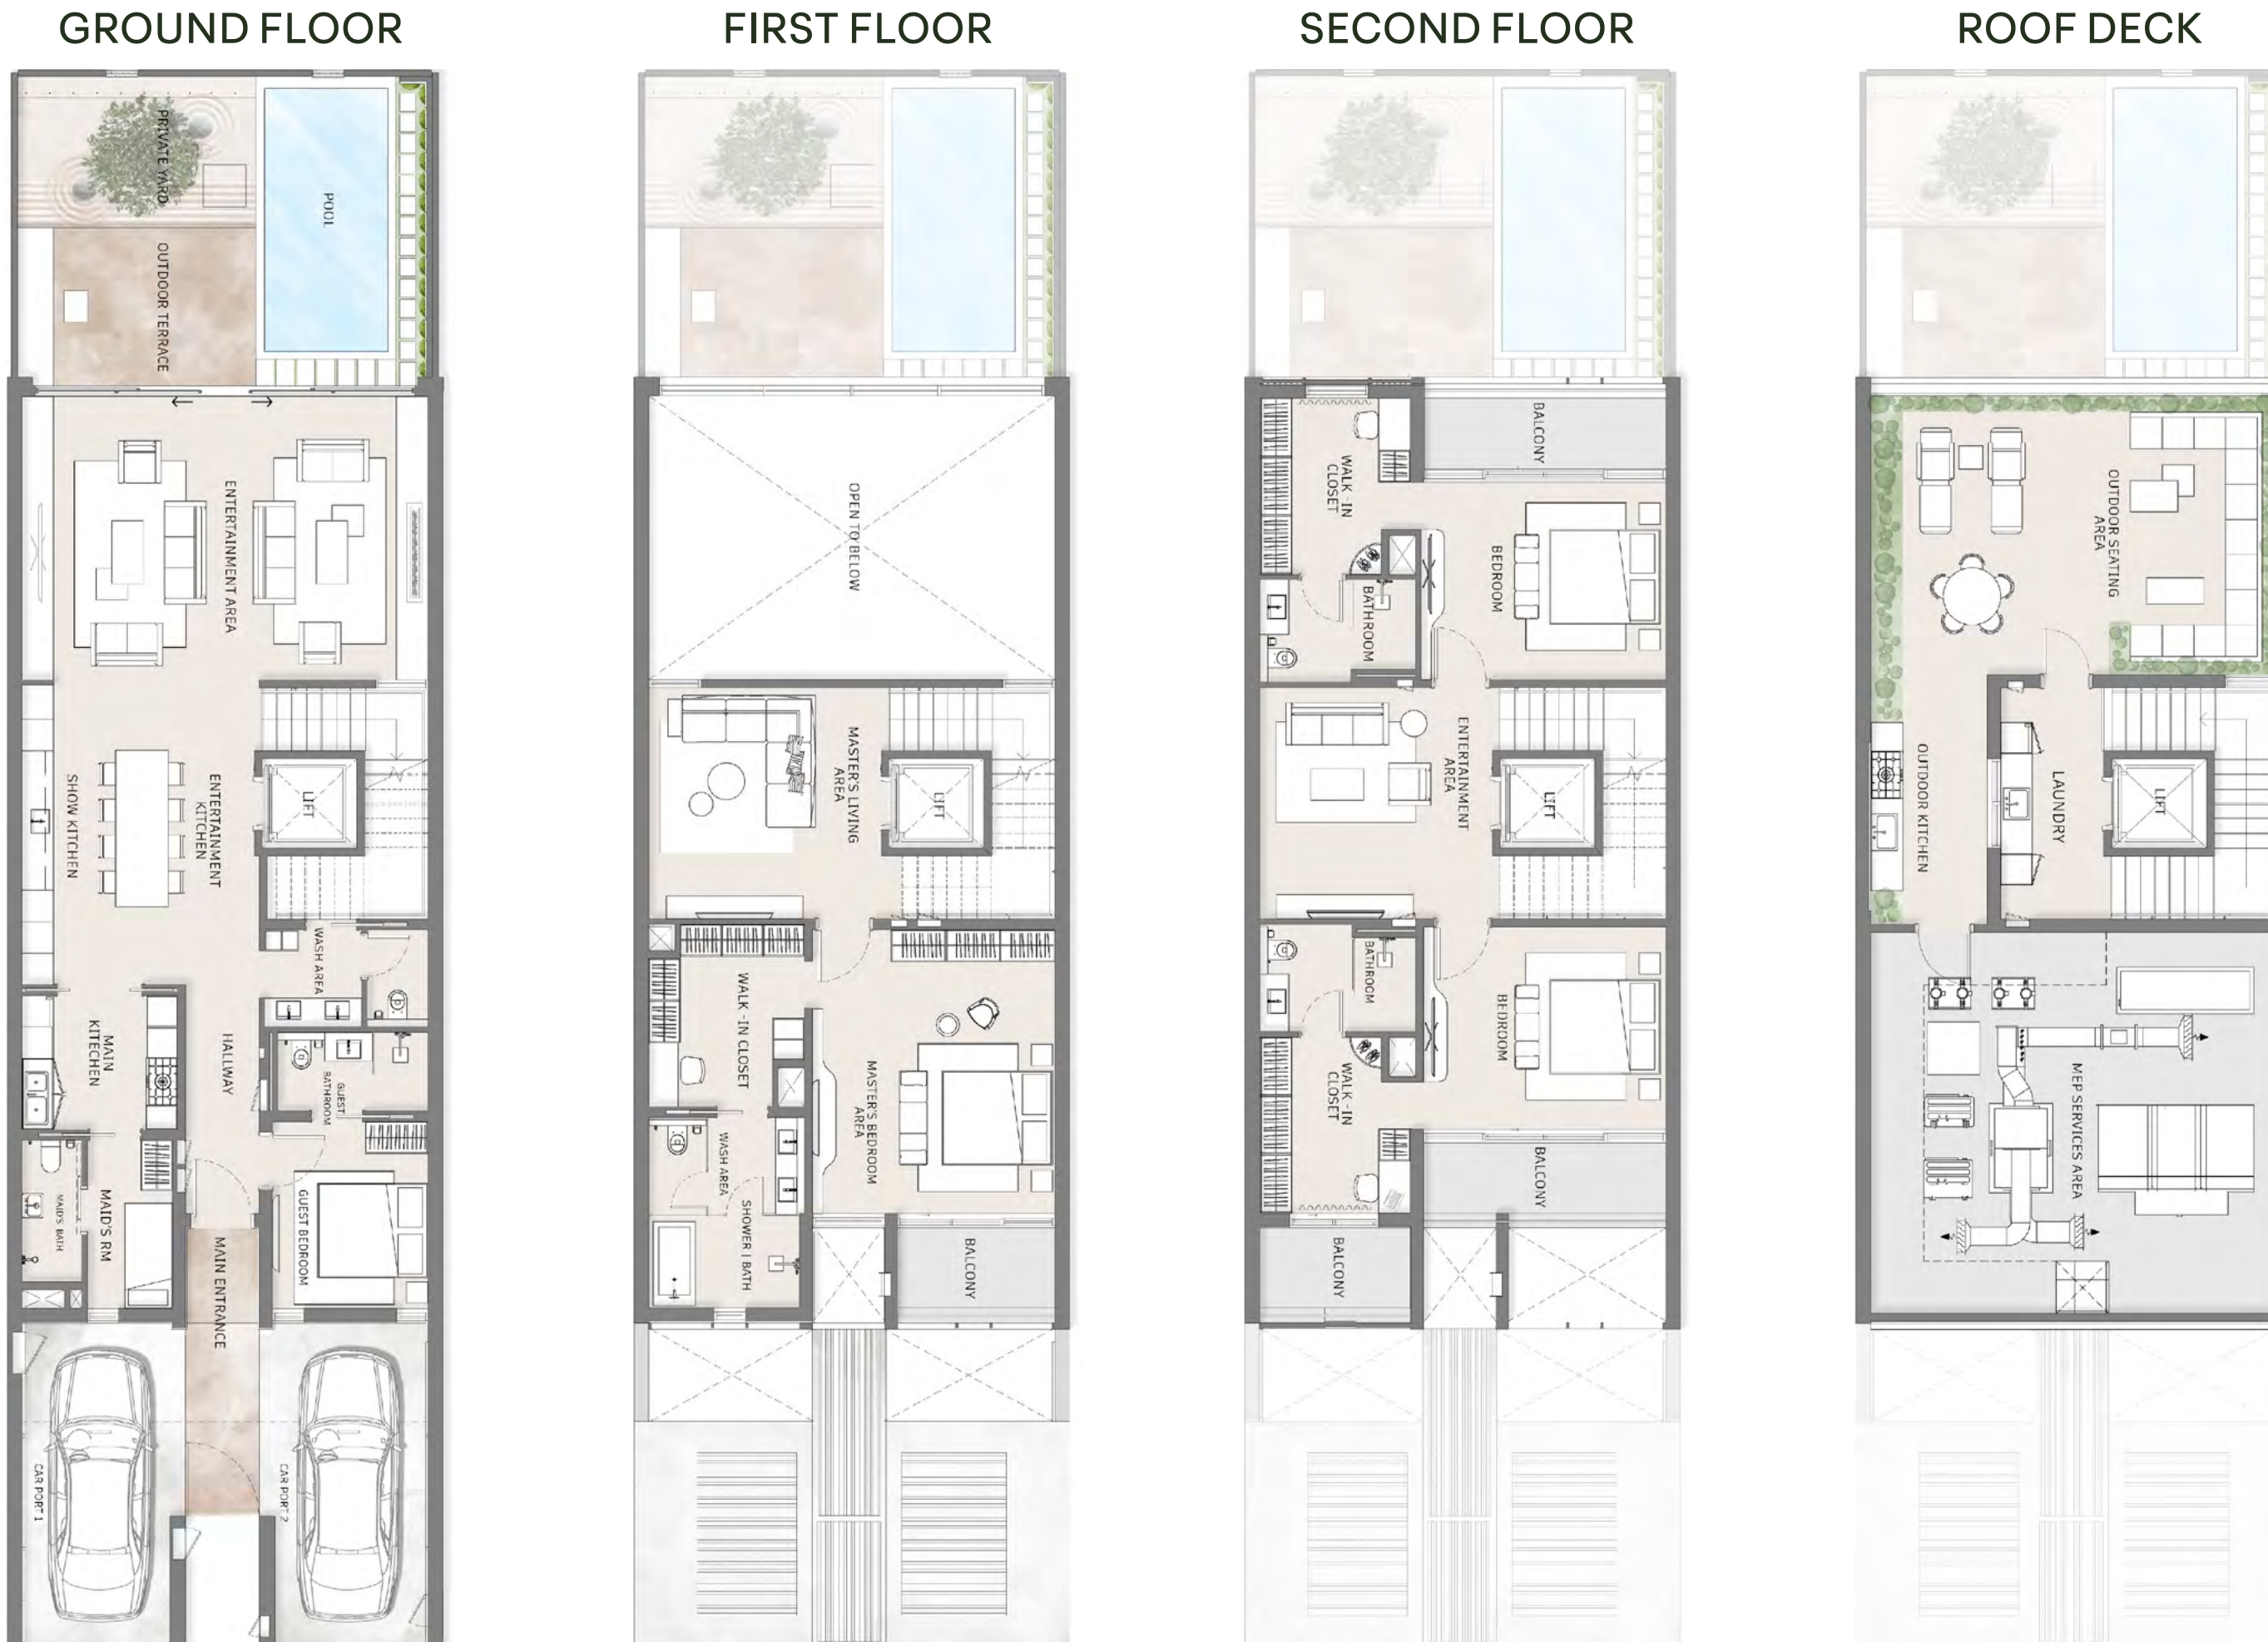 GROUND FLOOR
PRIVATE YARD
POOL
OUTDOOR TERRACE
ENTERTAINMENT AREA
SHOW KITCHEN
ENTERTAINMENT
KITCHEN
LIFT
WASH AREA
MAIN
KITECHEN
HALLWAY
GUEST
BATHROOM
MAID'S BATH
MAID'S RM
MAIN ENTRANCE
GUEST BEDROOM
CAR PORT 1
CAR PORT 2
FIRST FLOOR
OPEN TO BELOW
MASTER'S LIVING
AREA
LIFT
WALK -IN CLOSET
MASTER'S BEDROOM
AREA
WASH AREA
SHOWER | BATH
BALCONY
SECOND FLOOR
BALCONY
WALK -IN
CLOSET
BEDROOM
BATHROOM
ENTERTAINMENT
AREA
LIFT
BATHROOM
BEDROOM
WALK -IN
CLOSET
BALCONY
BALCONY
ROOF DECK
OUTDOOR SEATING
AREA
OUTDOOR KITCHEN
LAUNDRY
LIFT
MEP SERVICES AREA